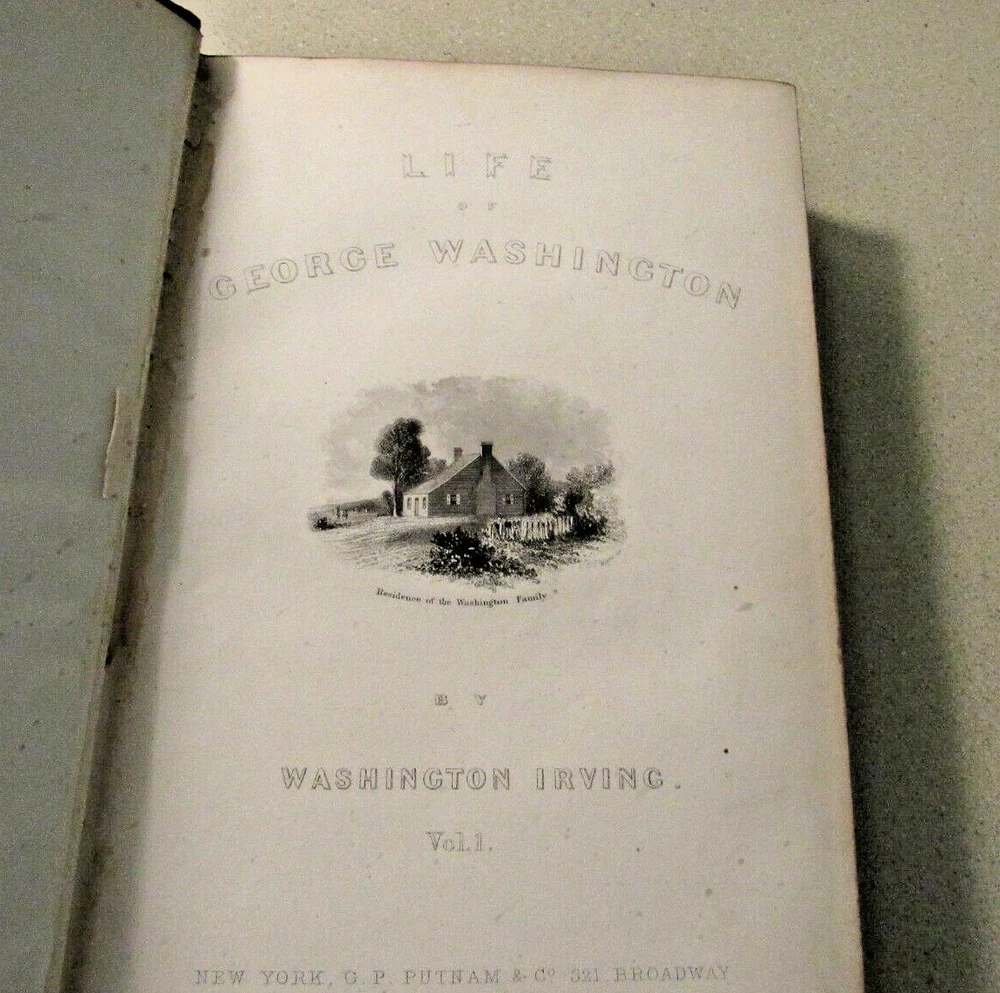 LIFE
OF
GEORGE WASHINGTON
Residence of the Washington Family
BY
WASHINGTON IRVING.
Vol.1.
NEW YORK, G. P. PUTNAM & Co 321 BROADWAY